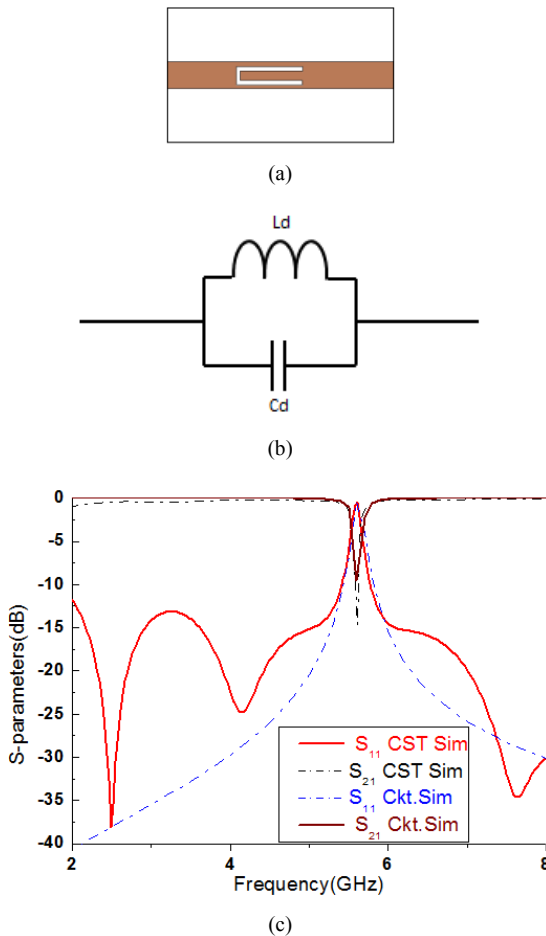 (a)
Ld
Cd
(b)
0
-5
-10
-15
-20
-25
-30
-35
-40
2
4
6
8
S-parameters(dB)
Frequency(GHz)
S11 CST Sim
S21 CST Sim
S11 Ckt.Sim
S21 Ckt.Sim
(c)